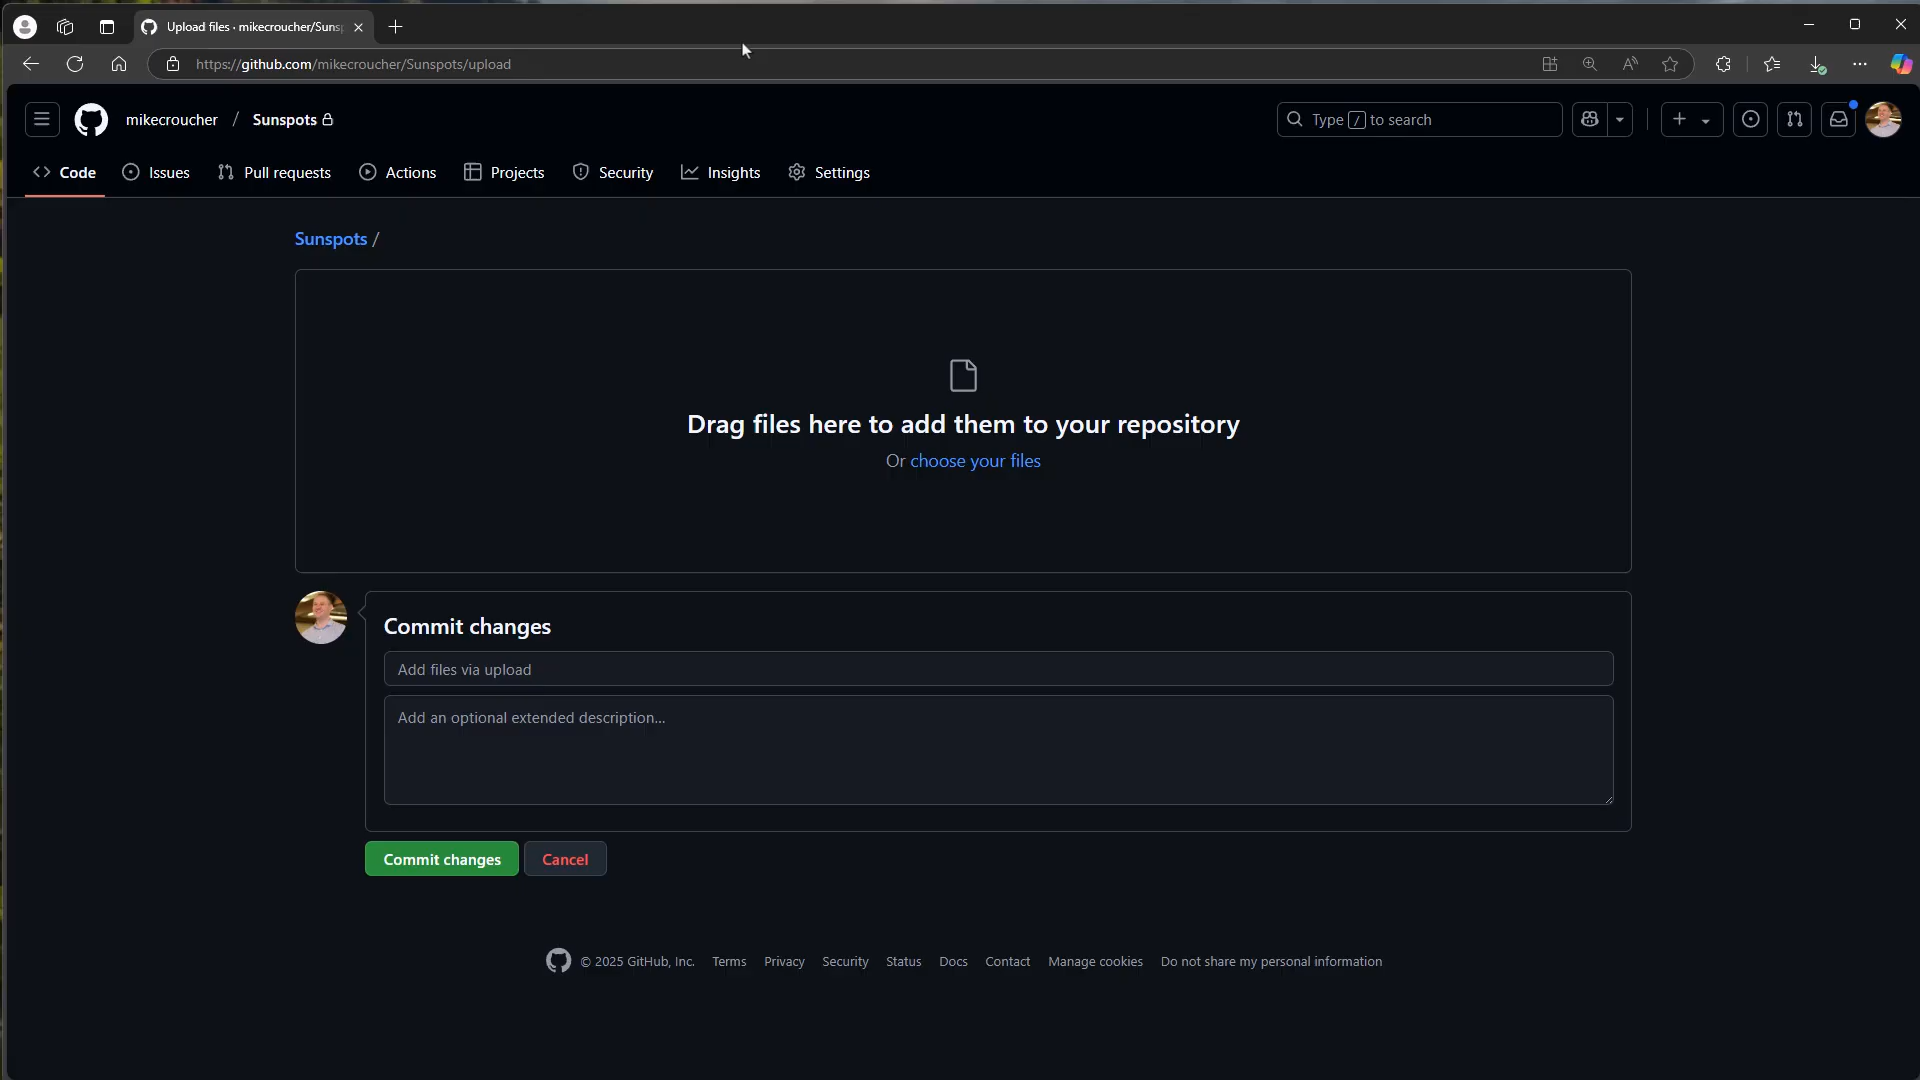 Upload files · mikecroucher/Suns
https://github.com/mikecroucher/Sunspots/upload
mikecroucher / Sunspots
Type / to search
Code
Issues
Pull requests
Actions
Projects
Security
Insights
Settings
Sunspots /
Drag files here to add them to your repository
Or choose your files
Commit changes
Add files via upload
Add an optional extended description...
Commit changes
Cancel
© 2025 GitHub, Inc. Terms Privacy Security Status Docs Contact Manage cookies Do not share my personal information